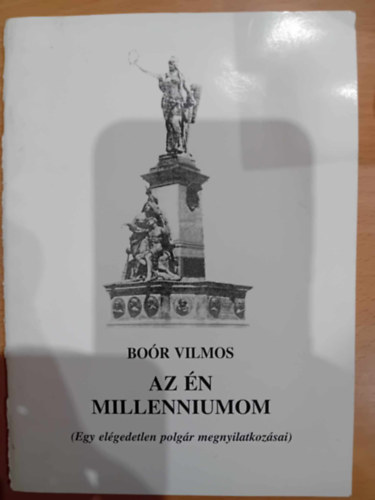 BOÓR VILMOS
AZ ÉN
MILLENNIUMOM
(Egy elégedetlen polgár megnyilatkozásai)